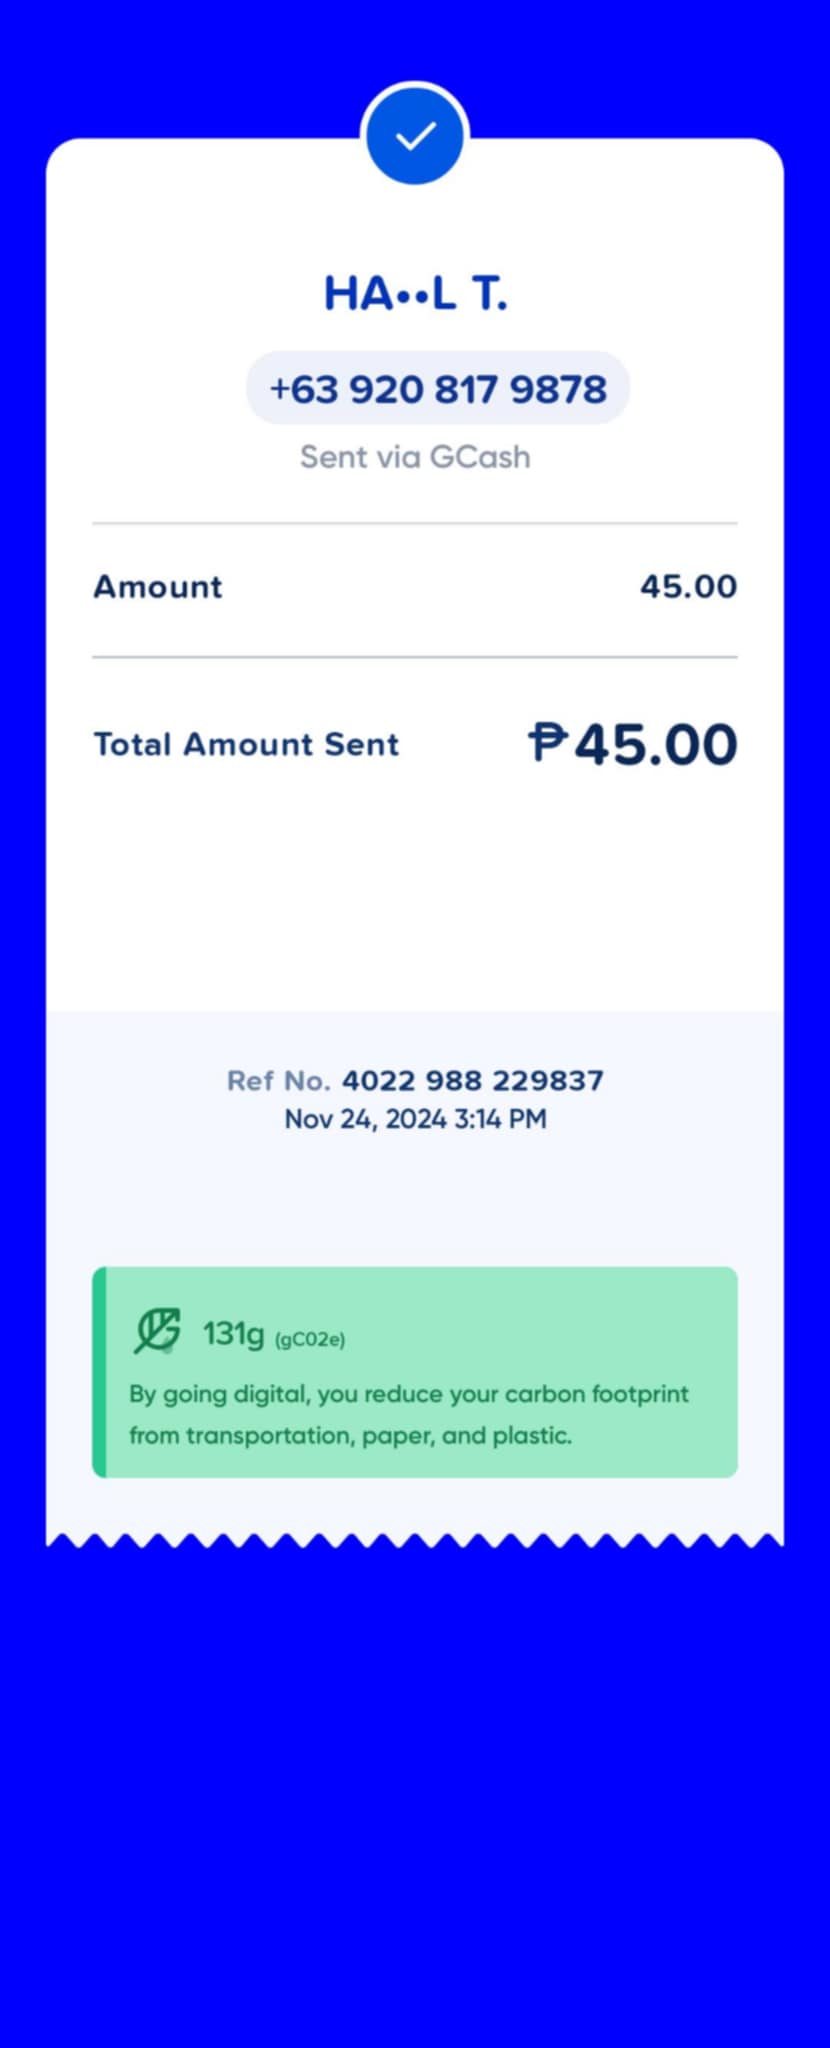 HA••L T.
+63 920 817 9878
Sent via GCash
Amount 45.00
Total Amount Sent ₱45.00
Ref No. 4022 988 229837
Nov 24, 2024 3:14 PM
131g (gC02e)
By going digital, you reduce your carbon footprint
from transportation, paper, and plastic.